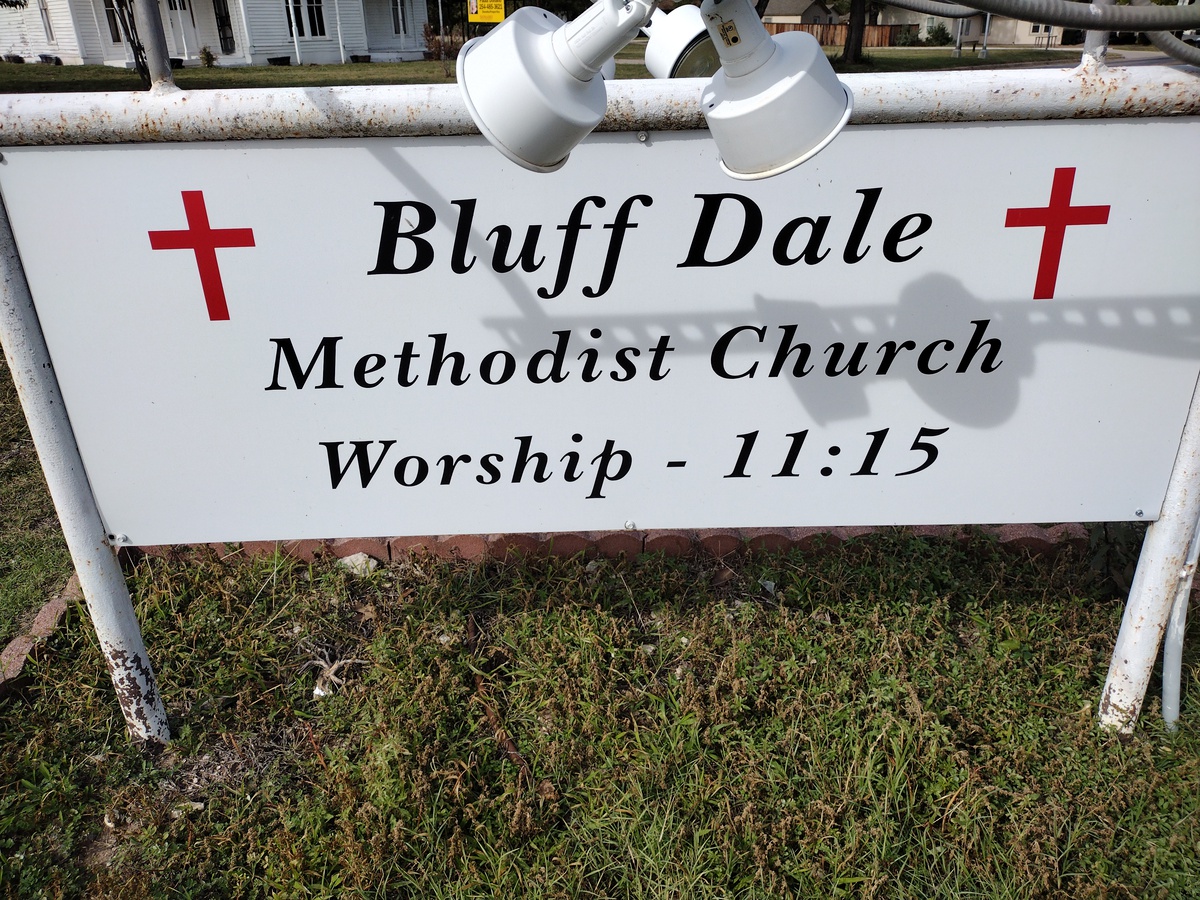 Bluff Dale
Methodist Church
Worship - 11:15